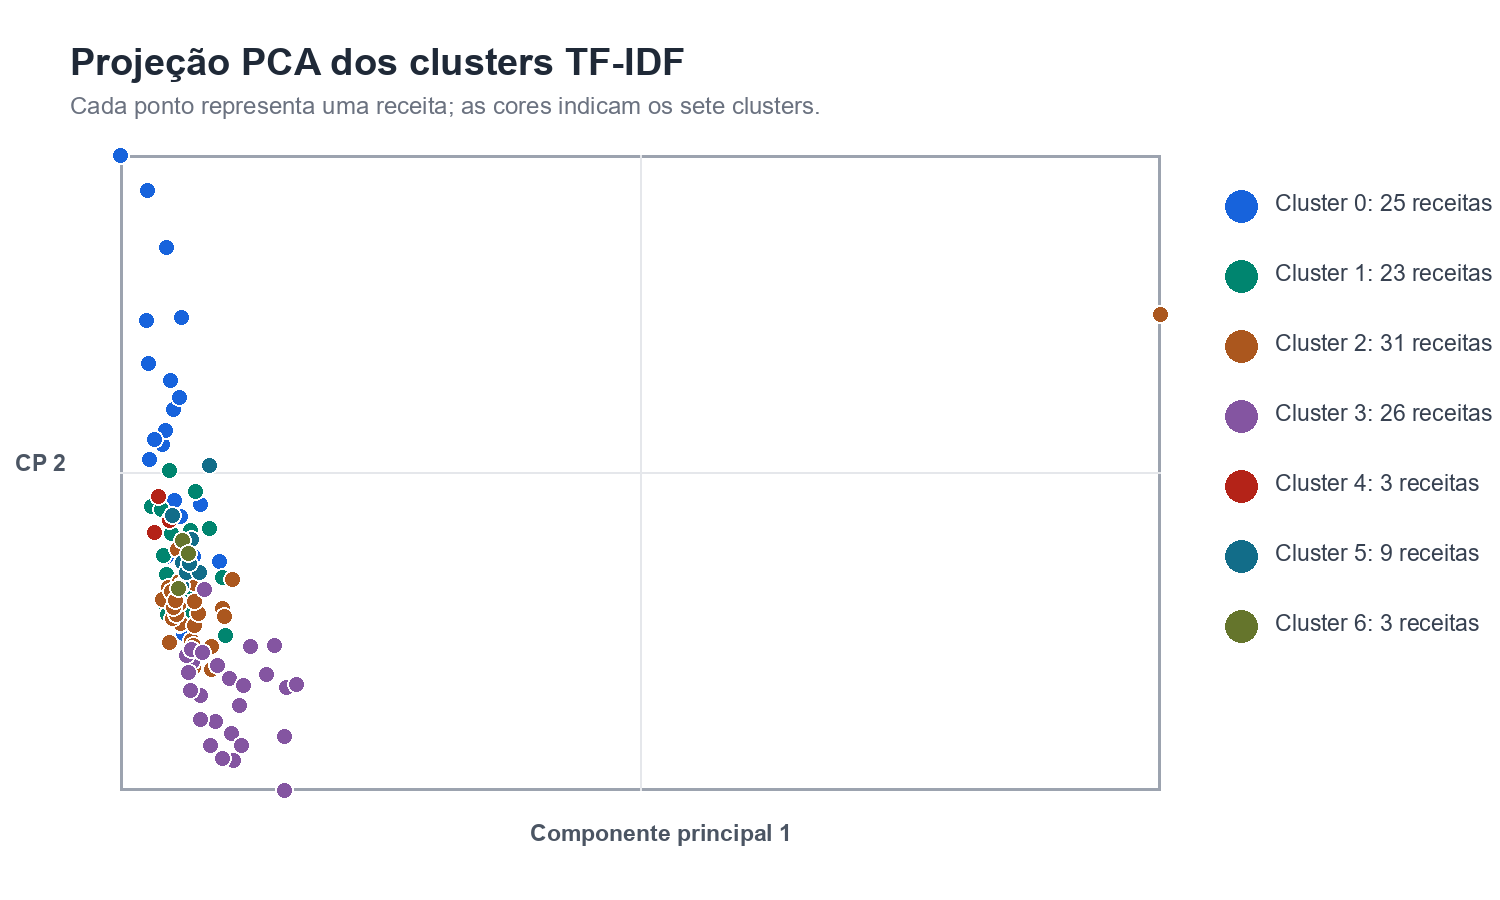 Projeção PCA dos clusters TF-IDF
Cada ponto representa uma receita; as cores indicam os sete clusters.
Cluster 0: 25 receitas
Cluster 1: 23 receitas
Cluster 2: 31 receitas
Cluster 3: 26 receitas
CP 2
Cluster 4: 3 receitas
Cluster 5: 9 receitas
Cluster 6: 3 receitas
Componente principal 1